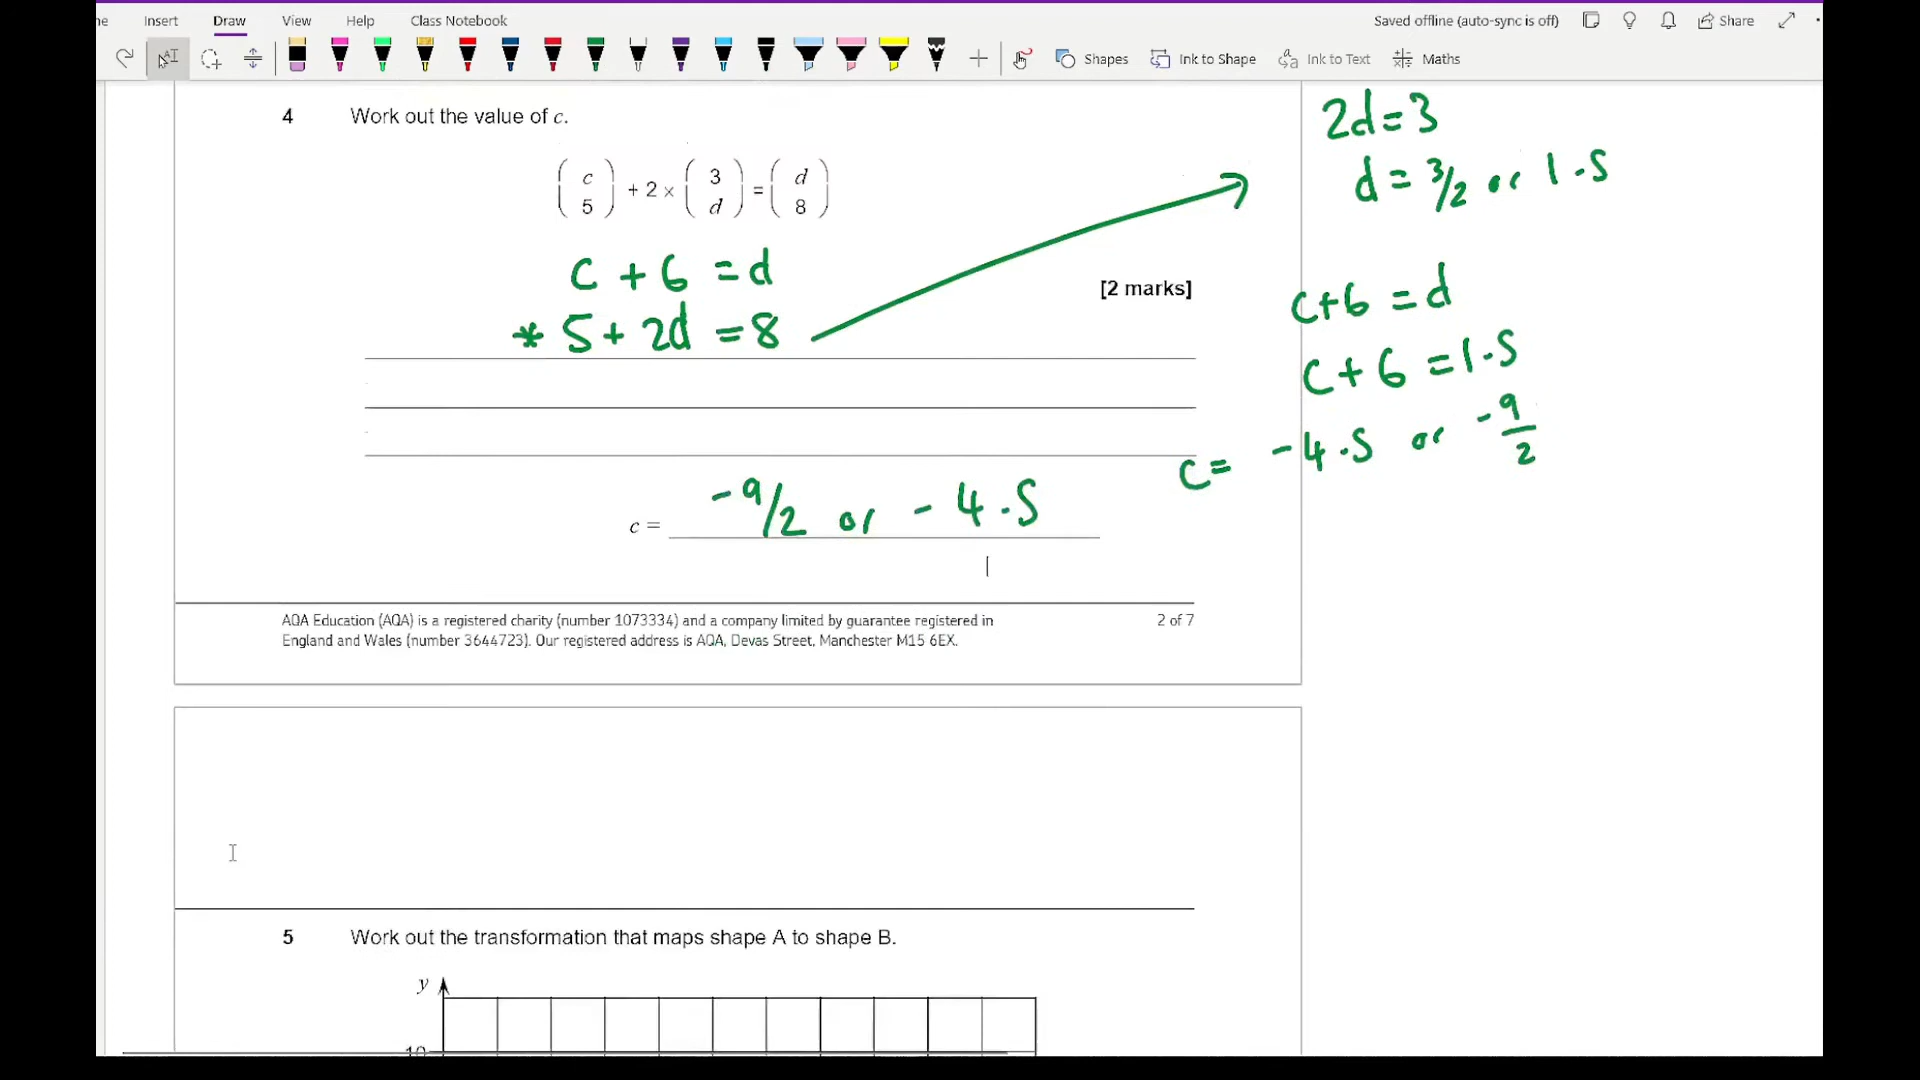 Insert Draw View Help Class Notebook Saved offline (auto-sync is off) Share
Shapes Ink to Shape Ink to Text Maths
4 Work out the value of c.
( c 5 ) + 2 × ( 3 d ) = ( d 8 )
c + 6 = d
* 5 + 2d = 8
[2 marks]
c = -9/2 or -4.5
2d = 3
d = 3/2 or 1.5
c+6 = d
c+6 = 1.5
c = -4.5 or -9/2
AQA Education (AQA) is a registered charity (number 1073334) and a company limited by guarantee registered in
England and Wales (number 3644723). Our registered address is AQA, Devas Street, Manchester M15 6EX.
2 of 7
5 Work out the transformation that maps shape A to shape B.
y